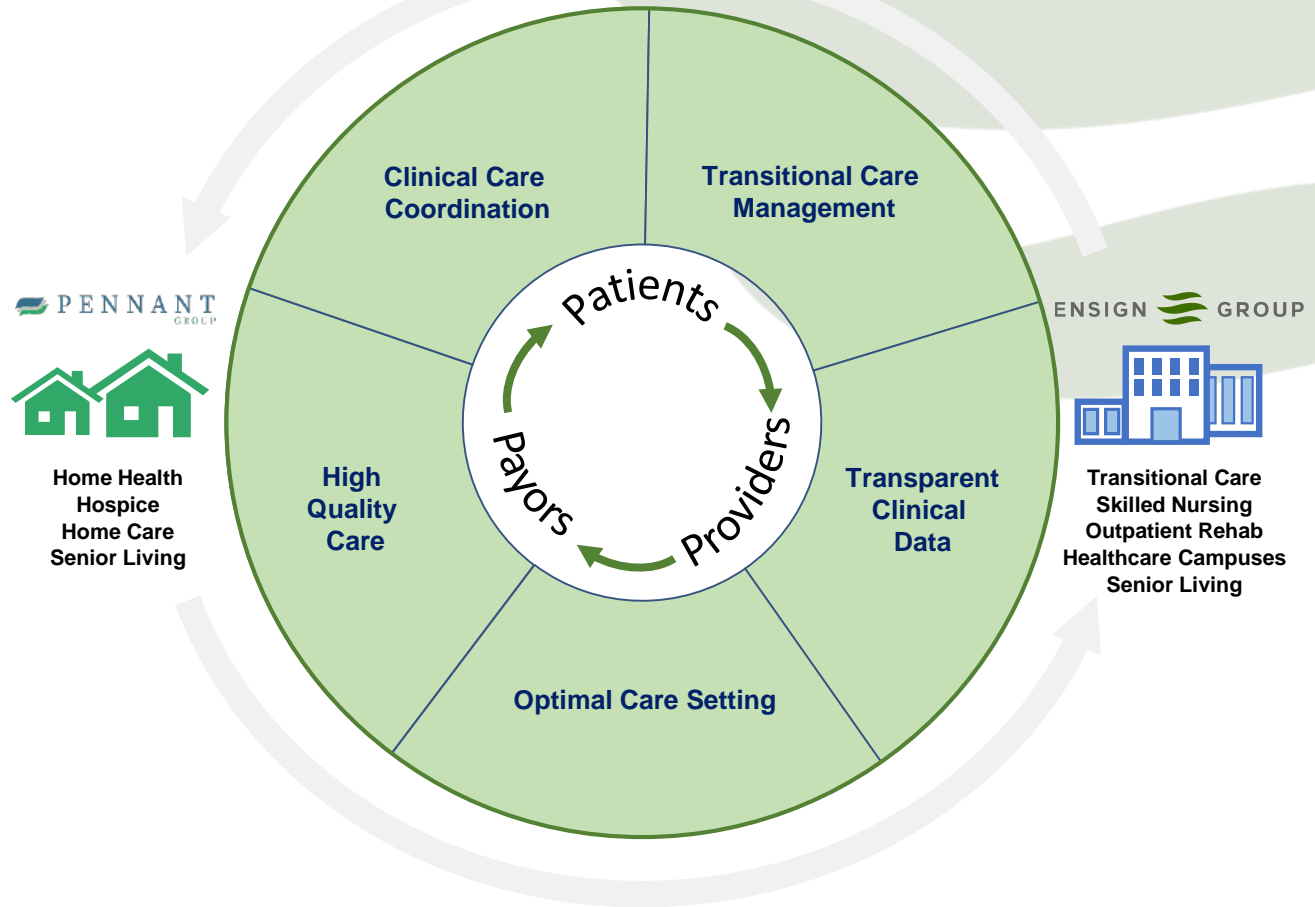 Clinical Care
Coordination
Transitional Care
Management
PENNANT
GROUP
Home Health
Hospice
Home Care
Senior Living
High
Quality
Care
Patients
Providers
Payors
Transparent
Clinical
Data
ENSIGN GROUP
Transitional Care
Skilled Nursing
Outpatient Rehab
Healthcare Campuses
Senior Living
Optimal Care Setting